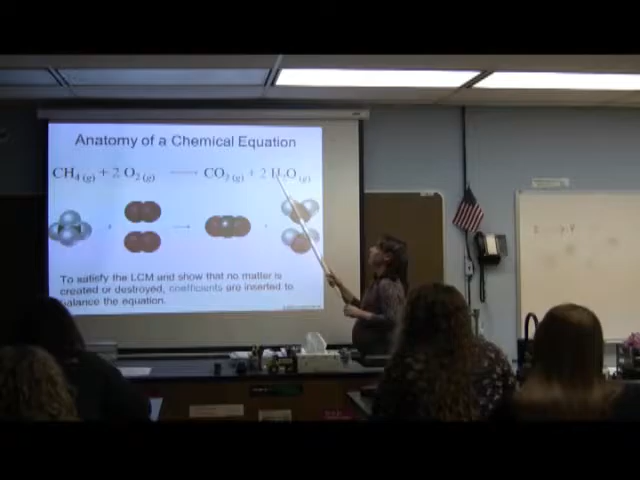 Anatomy of a Chemical Equation
CH4 (g) + 2 O2 (g) → CO2 (g) + 2 H2O (g)
+ → +
To satisfy the LCM and show that no matter is
created or destroyed, coefficients are inserted to
balance the equation.